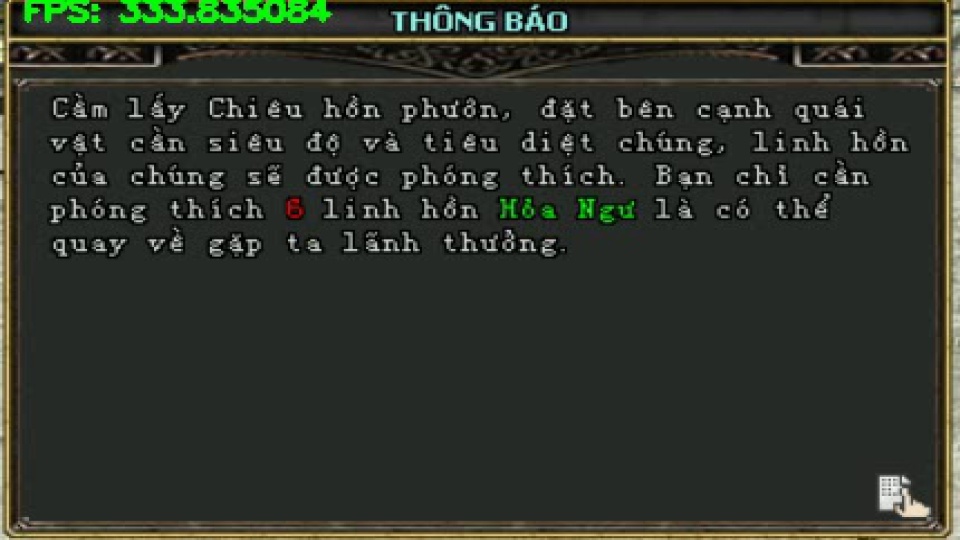 FPS: 333.835084
THÔNG BÁO
Cầm lấy Chiêu hồn phướn, đặt bên cạnh quái
vật cần siêu độ và tiêu diệt chúng, linh hồn
của chúng sẽ được phóng thích. Bạn chỉ cần
phóng thích 6 linh hồn Hỏa Ngư là có thể
quay về gặp ta lãnh thưởng.